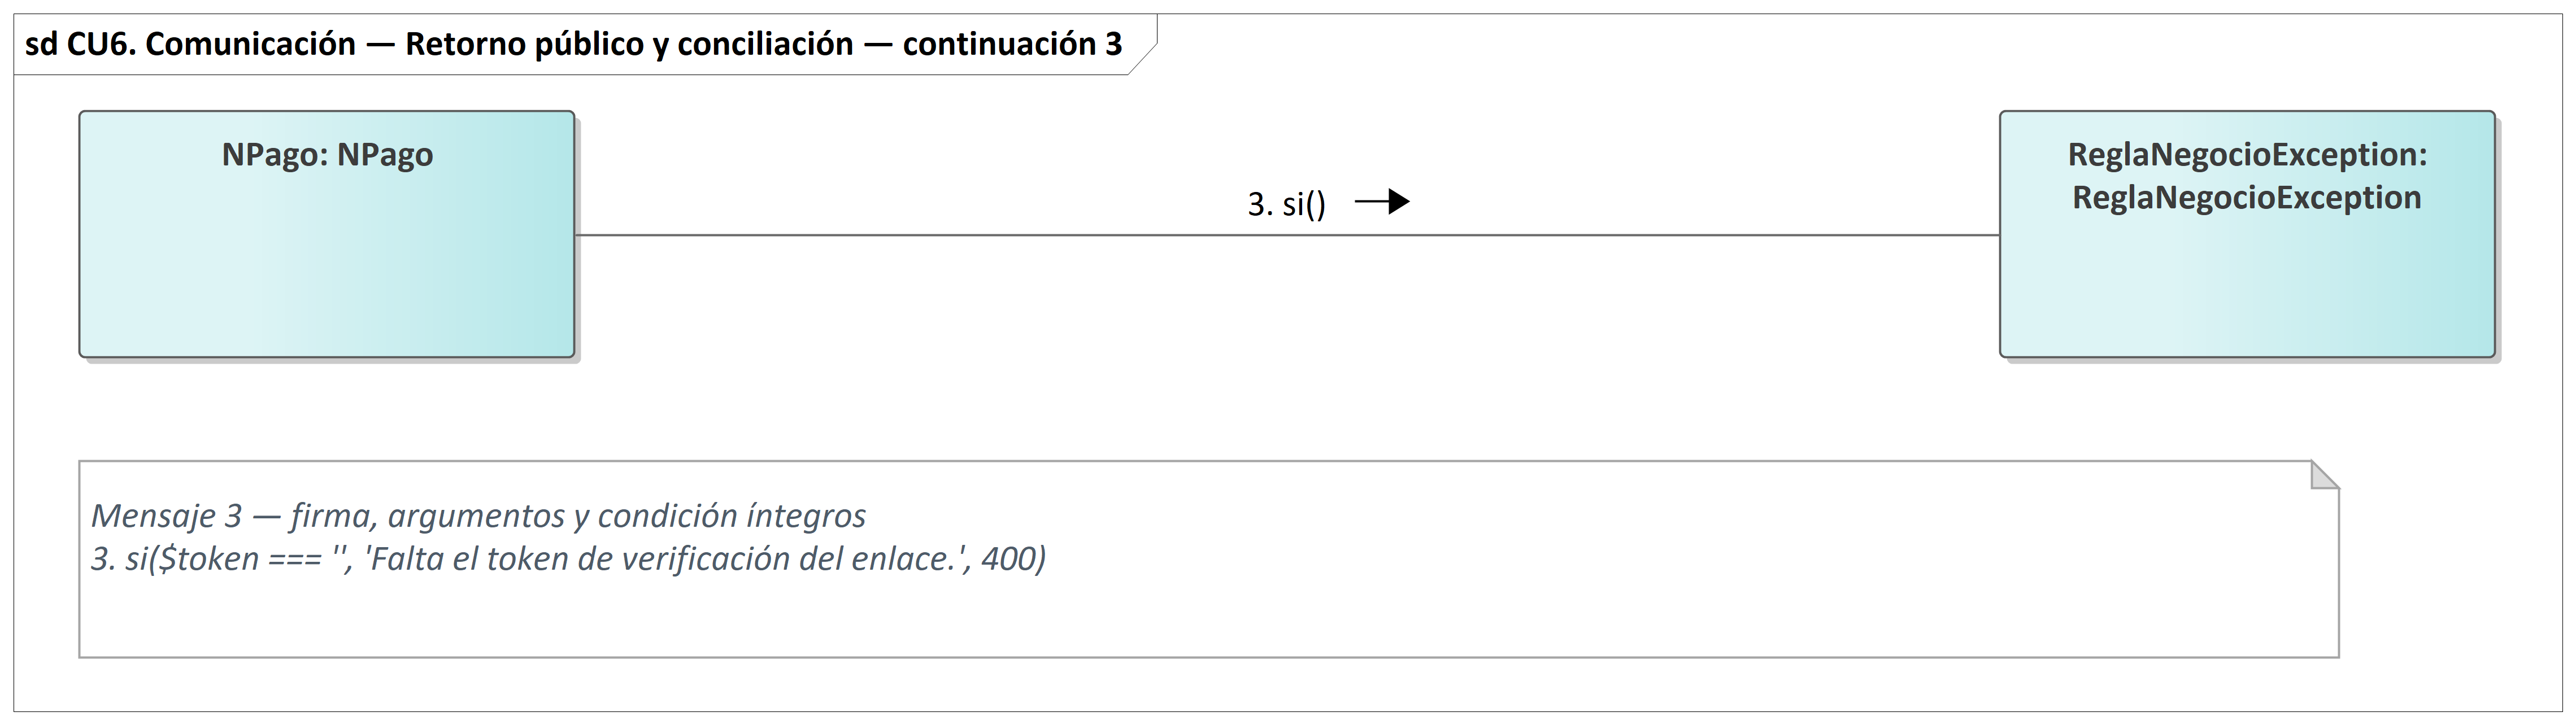 sd CU6. Comunicación — Retorno público y conciliación — continuación 3
NPago: NPago
ReglaNegocioException:
ReglaNegocioException
3. si()
Mensaje 3 — firma, argumentos y condición íntegros
3. si($token === '', 'Falta el token de verificación del enlace.', 400)